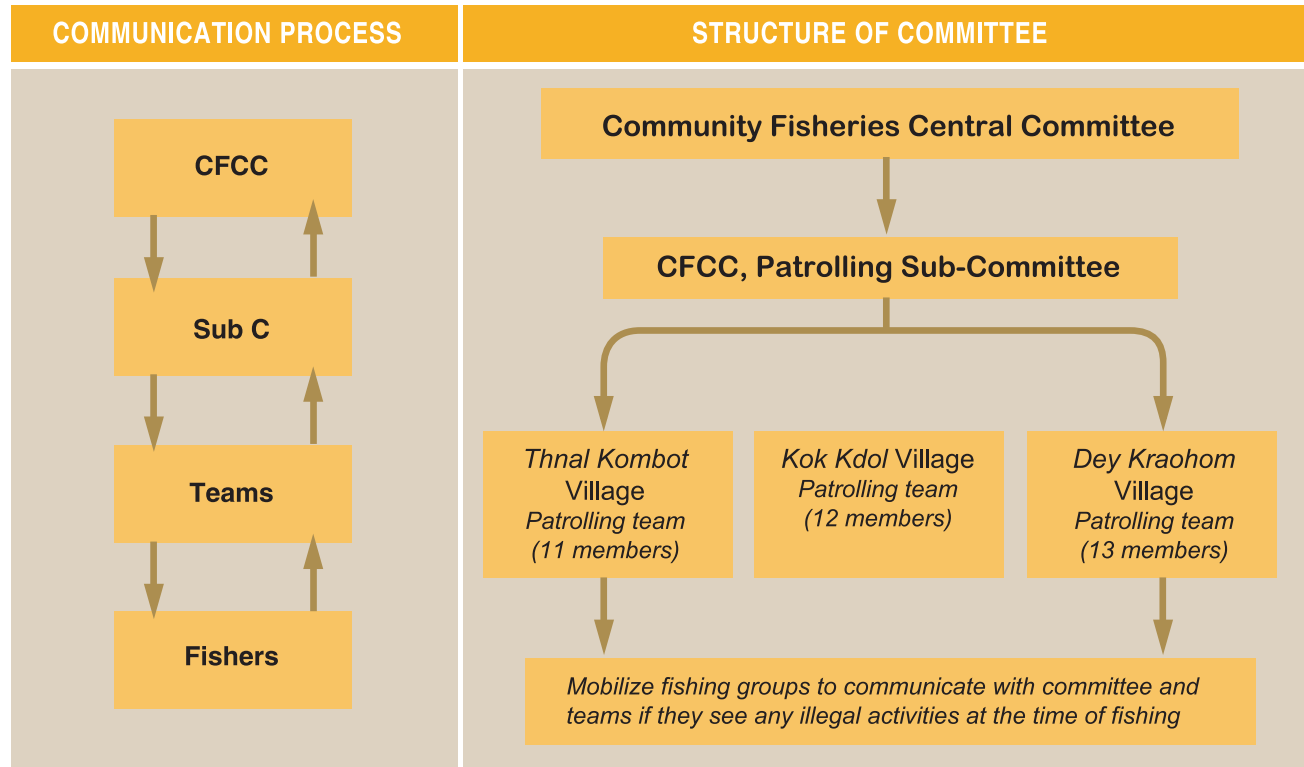 COMMUNICATION PROCESS
CFCC
Sub C
Teams
Fishers
STRUCTURE OF COMMITTEE
Community Fisheries Central Committee
CFCC, Patrolling Sub-Committee
Thnal Kombot
Village
Patrolling team
(11 members)
Kok Kdol Village
Patrolling team
(12 members)
Dey Kraohom
Village
Patrolling team
(13 members)
Mobilize fishing groups to communicate with committee and
teams if they see any illegal activities at the time of fishing